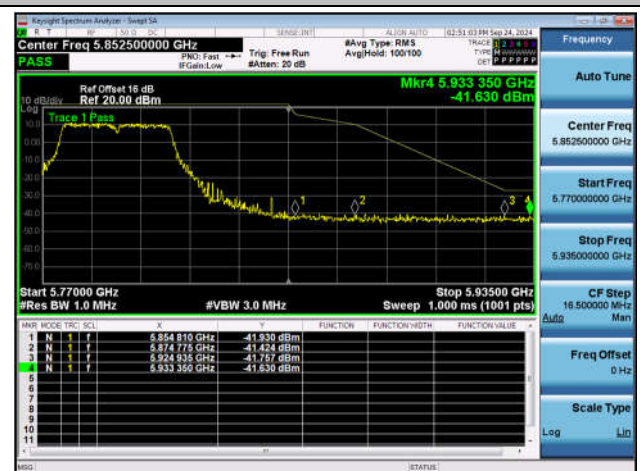 Keysight Spectrum Analyzer - Swept SA
RF 50 Ω DC SENSE:INT ALIGN AUTO 02:51:03 PM Sep 24, 2024
Center Freq 5.852500000 GHz #Avg Type: RMS TRACE 1 2 3 4 5 6 Frequency
PNO: Fast Trig: Free Run Avg|Hold: 100/100 TYPE
PASS IFGain:Low #Atten: 20 dB DET P P P P P P
Auto Tune
Ref Offset 16 dB Mkr4 5.933 350 GHz
10 dB/div Ref 20.00 dBm -41.630 dBm
Log
Trace 1 Pass
10.0
0.00
-10.0
-20.0
-30.0
-40.0
-50.0
-60.0
-70.0
1 2 3 4
Center Freq
5.852500000 GHz
Start Freq
5.770000000 GHz
Stop Freq
5.935000000 GHz
Start 5.77000 GHz Stop 5.93500 GHz
#Res BW 1.0 MHz #VBW 3.0 MHz Sweep 1.000 ms (1001 pts)
CF Step
16.500000 MHz
Auto Man
MKR MODE TRC SCL X Y FUNCTION FUNCTION WIDTH FUNCTION VALUE
1 N 1 f 5.854 810 GHz -41.930 dBm
2 N 1 f 5.874 775 GHz -41.424 dBm
3 N 1 f 5.924 935 GHz -41.757 dBm
4 N 1 f 5.933 350 GHz -41.630 dBm
5
6
7
8
9
10
11
Freq Offset
0 Hz
Scale Type
Log Lin
MSG STATUS